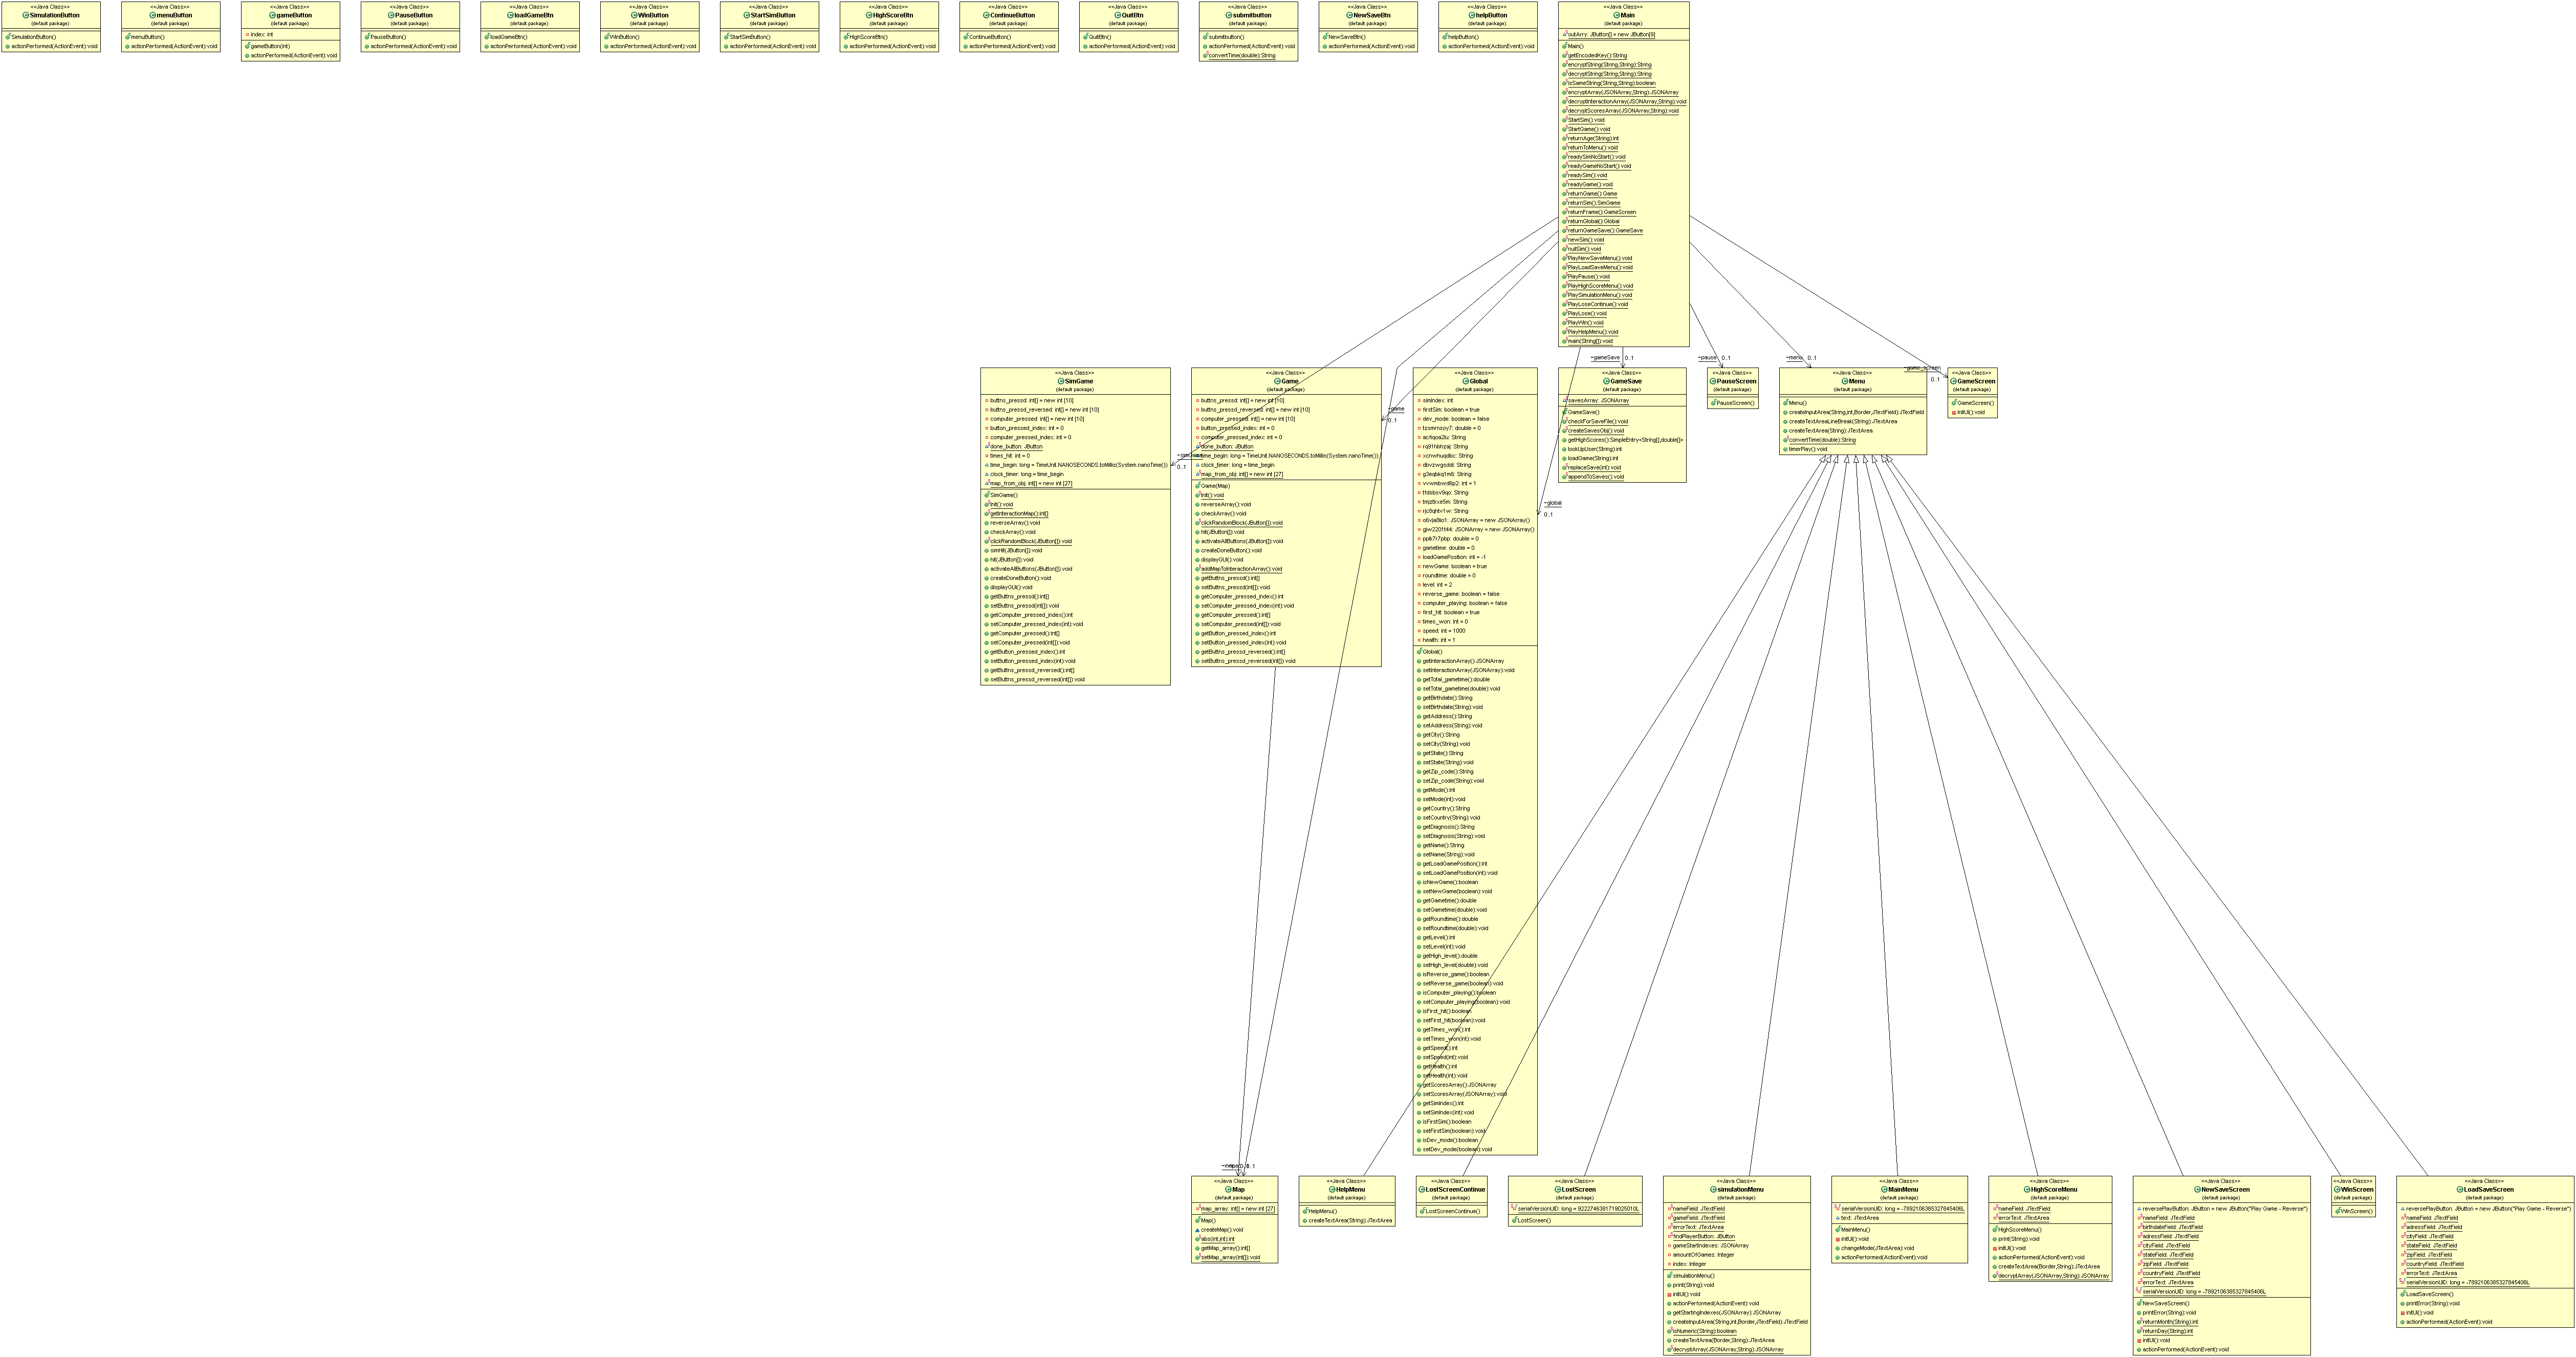 <<Java Class>>
SimulationButton
(default package)
SimulationButton()
actionPerformed(ActionEvent):void
<<Java Class>>
menuButton
(default package)
menuButton()
actionPerformed(ActionEvent):void
<<Java Class>>
gameButton
(default package)
index: int
gameButton(int)
actionPerformed(ActionEvent):void
<<Java Class>>
PauseButton
(default package)
PauseButton()
actionPerformed(ActionEvent):void
<<Java Class>>
loadGameBtn
(default package)
loadGameBtn()
actionPerformed(ActionEvent):void
<<Java Class>>
WinButton
(default package)
WinButton()
actionPerformed(ActionEvent):void
<<Java Class>>
StartSimButton
(default package)
StartSimButton()
actionPerformed(ActionEvent):void
<<Java Class>>
HighScoreBtn
(default package)
HighScoreBtn()
actionPerformed(ActionEvent):void
<<Java Class>>
ContinueButton
(default package)
ContinueButton()
actionPerformed(ActionEvent):void
<<Java Class>>
QuitBtn
(default package)
QuitBtn()
actionPerformed(ActionEvent):void
<<Java Class>>
submitbutton
(default package)
submitbutton()
actionPerformed(ActionEvent):void
convertTime(double):String
<<Java Class>>
NewSaveBtn
(default package)
NewSaveBtn()
actionPerformed(ActionEvent):void
<<Java Class>>
helpButton
(default package)
helpButton()
actionPerformed(ActionEvent):void
<<Java Class>>
Main
(default package)
outArry: JButton[] = new JButton[9]
Main()
getEncodedKey():String
encryptString(String,String):String
decryptString(String,String):String
isSameString(String,String):boolean
encryptArray(JSONArray,String):JSONArray
decryptInteractionArray(JSONArray,String):void
decryptScoresArray(JSONArray,String):void
StartSim():void
StartGame():void
returnAge(String):int
returnToMenu():void
readySimNoStart():void
readyGameNoStart():void
readySim():void
readyGame():void
returnGame():Game
returnSim():SimGame
returnFrame():GameScreen
returnGlobal():Global
returnGameSave():GameSave
newSim():void
nullSim():void
PlayNewSaveMenu():void
PlayLoadSaveMenu():void
PlayPause():void
PlayHighScoreMenu():void
PlaySimulationMenu():void
PlayLoseContinue():void
PlayLose():void
PlayWin():void
PlayHelpMenu():void
main(String[]):void
~gameSave 0..1
~pause 0..1
~menu 0..1
~game_screen
0..1
~game
0..1
0..1
~global
0..1
<<Java Class>>
SimGame
(default package)
buttns_pressd: int[] = new int [10]
buttns_pressd_reversed: int[] = new int [10]
computer_pressed: int[] = new int [10]
button_pressed_index: int = 0
computer_pressed_index: int = 0
done_button: JButton
times_hit: int = 0
time_begin: long = TimeUnit.NANOSECONDS.toMillis(System.nanoTime())
clock_timer: long = time_begin
map_from_obj: int[] = new int [27]
SimGame()
init():void
getInteractionMap():int[]
reverseArray():void
checkArray():void
clickRandomBlock(JButton[]):void
simHit(JButton[]):void
hit(JButton[]):void
activateAllButtons(JButton[]):void
createDoneButton():void
displayGUI():void
getButtns_pressd():int[]
setButtns_pressd(int[]):void
getComputer_pressed_index():int
setComputer_pressed_index(int):void
getComputer_pressed():int[]
setComputer_pressed(int[]):void
getButton_pressed_index():int
setButton_pressed_index(int):void
getButtns_pressd_reversed():int[]
setButtns_pressd_reversed(int[]):void
<<Java Class>>
Game
(default package)
buttns_pressd: int[] = new int [10]
buttns_pressd_reversed: int[] = new int [10]
computer_pressed: int[] = new int [10]
button_pressed_index: int = 0
computer_pressed_index: int = 0
done_button: JButton
time_begin: long = TimeUnit.NANOSECONDS.toMillis(System.nanoTime())
clock_timer: long = time_begin
map_from_obj: int[] = new int [27]
Game(Map)
init():void
reverseArray():void
checkArray():void
clickRandomBlock(JButton[]):void
hit(JButton[]):void
activateAllButtons(JButton[]):void
createDoneButton():void
displayGUI():void
addMapToInteractionArray():void
getButtns_pressd():int[]
setButtns_pressd(int[]):void
getComputer_pressed_index():int
setComputer_pressed_index(int):void
getComputer_pressed():int[]
setComputer_pressed(int[]):void
getButton_pressed_index():int
setButton_pressed_index(int):void
getButtns_pressd_reversed():int[]
setButtns_pressd_reversed(int[]):void
<<Java Class>>
Global
(default package)
simIndex: int
firstSim: boolean = true
dev_mode: boolean = false
acfiqoa2iu: String
xcnwhuqdbc: String
dbvzwgsddi: String
g3eqbkq1m6: String
gametime: double = 0
loadGamePosition: int = -1
newGame: boolean = true
roundtime: double = 0
level: int = 2
reverse_game: boolean = false
computer_playing: boolean = false
first_hit: boolean = true
times_won: int = 0
speed: int = 1000
health: int = 1
Global()
getInteractionArray():JSONArray
setInteractionArray(JSONArray):void
getTotal_gametime():double
setTotal_gametime(double):void
getBirthdate():String
setBirthdate(String):void
getAddress():String
setAddress(String):void
getCity():String
setCity(String):void
getState():String
setState(String):void
getZip_code():String
setZip_code(String):void
getMode():int
setMode(int):void
getCountry():String
setCountry(String):void
getDiagnosis():String
setDiagnosis(String):void
getName():String
setName(String):void
getLoadGamePosition():int
setLoadGamePosition(int):void
isNewGame():boolean
setNewGame(boolean):void
getGametime():double
setGametime(double):void
getRoundtime():double
setRoundtime(double):void
getLevel():int
setLevel(int):void
getHigh_level():double
setHigh_level(double):void
isReverse_game():boolean
setReverse_game(boolean):void
isComputer_playing():boolean
setComputer_playing(boolean):void
isFirst_hit():boolean
setFirst_hit(boolean):void
getTimes_won():int
setTimes_won(int):void
getSpeed():int
setSpeed(int):void
getHealth():int
setHealth(int):void
getScoresArray():JSONArray
setScoresArray(JSONArray):void
getSimIndex():int
setSimIndex(int):void
isFirstSim():boolean
setFirstSim(boolean):void
isDev_mode():boolean
setDev_mode(boolean):void
<<Java Class>>
GameSave
(default package)
savesArray: JSONArray
GameSave()
checkForSaveFile():void
createSavesObj():void
getHighScores():SimpleEntry<String[],double[]>
lookUpUser(String):int
loadGame(String):int
replaceSave(int):void
appendToSaves():void
<<Java Class>>
PauseScreen
(default package)
PauseScreen()
<<Java Class>>
Menu
(default package)
Menu()
createInputArea(String,int,Border,JTextField):JTextField
createTextAreaLineBreak(String):JTextArea
createTextArea(String):JTextArea
convertTime(double):String
timerPlay():void
<<Java Class>>
GameScreen
(default package)
GameScreen()
initUI():void
<<Java Class>>
Map
(default package)
map_array: int[] = new int [27]
Map()
createMap():void
abs(int,int):int
getMap_array():int[]
setMap_array(int[]):void
<<Java Class>>
HelpMenu
(default package)
HelpMenu()
createTextArea(String):JTextArea
<<Java Class>>
LostScreenContinue
(default package)
LostScreenContinue()
<<Java Class>>
LostScreen
(default package)
serialVersionUID: long = 9222746381719025010L
LostScreen()
<<Java Class>>
simulationMenu
(default package)
nameField: JTextField
gameField: JTextField
errorText: JTextArea
findPlayerButton: JButton
gameStartIndexes: JSONArray
amountOfGames: Integer
index: Integer
simulationMenu()
print(String):void
initUI():void
actionPerformed(ActionEvent):void
getStartingIndexes(JSONArray):JSONArray
createInputArea(String,int,Border,JTextField):JTextField
isNumeric(String):boolean
createTextArea(Border,String):JTextArea
decryptArray(JSONArray,String):JSONArray
<<Java Class>>
MainMenu
(default package)
serialVersionUID: long = -7892106385327845406L
text: JTextArea
MainMenu()
initUI():void
changeMode(JTextArea):void
actionPerformed(ActionEvent):void
<<Java Class>>
HighScoreMenu
(default package)
nameField: JTextField
errorText: JTextArea
HighScoreMenu()
print(String):void
initUI():void
actionPerformed(ActionEvent):void
createTextArea(Border,String):JTextArea
decryptArray(JSONArray,String):JSONArray
<<Java Class>>
NewSaveScreen
(default package)
reversePlayButton: JButton = new JButton("Play Game - Reverse")
nameField: JTextField
birthdateField: JTextField
adressField: JTextField
cityField: JTextField
stateField: JTextField
zipField: JTextField
countryField: JTextField
errorText: JTextArea
serialVersionUID: long = -7892106385327845406L
NewSaveScreen()
printError(String):void
returnMonth(String):int
returnDay(String):int
initUI():void
actionPerformed(ActionEvent):void
<<Java Class>>
WinScreen
(default package)
WinScreen()
<<Java Class>>
LoadSaveScreen
(default package)
reversePlayButton: JButton = new JButton("Play Game - Reverse")
nameField: JTextField
adressField: JTextField
cityField: JTextField
stateField: JTextField
zipField: JTextField
countryField: JTextField
errorText: JTextArea
serialVersionUID: long = -7892106385327845406L
LoadSaveScreen()
printError(String):void
initUI():void
actionPerformed(ActionEvent):void